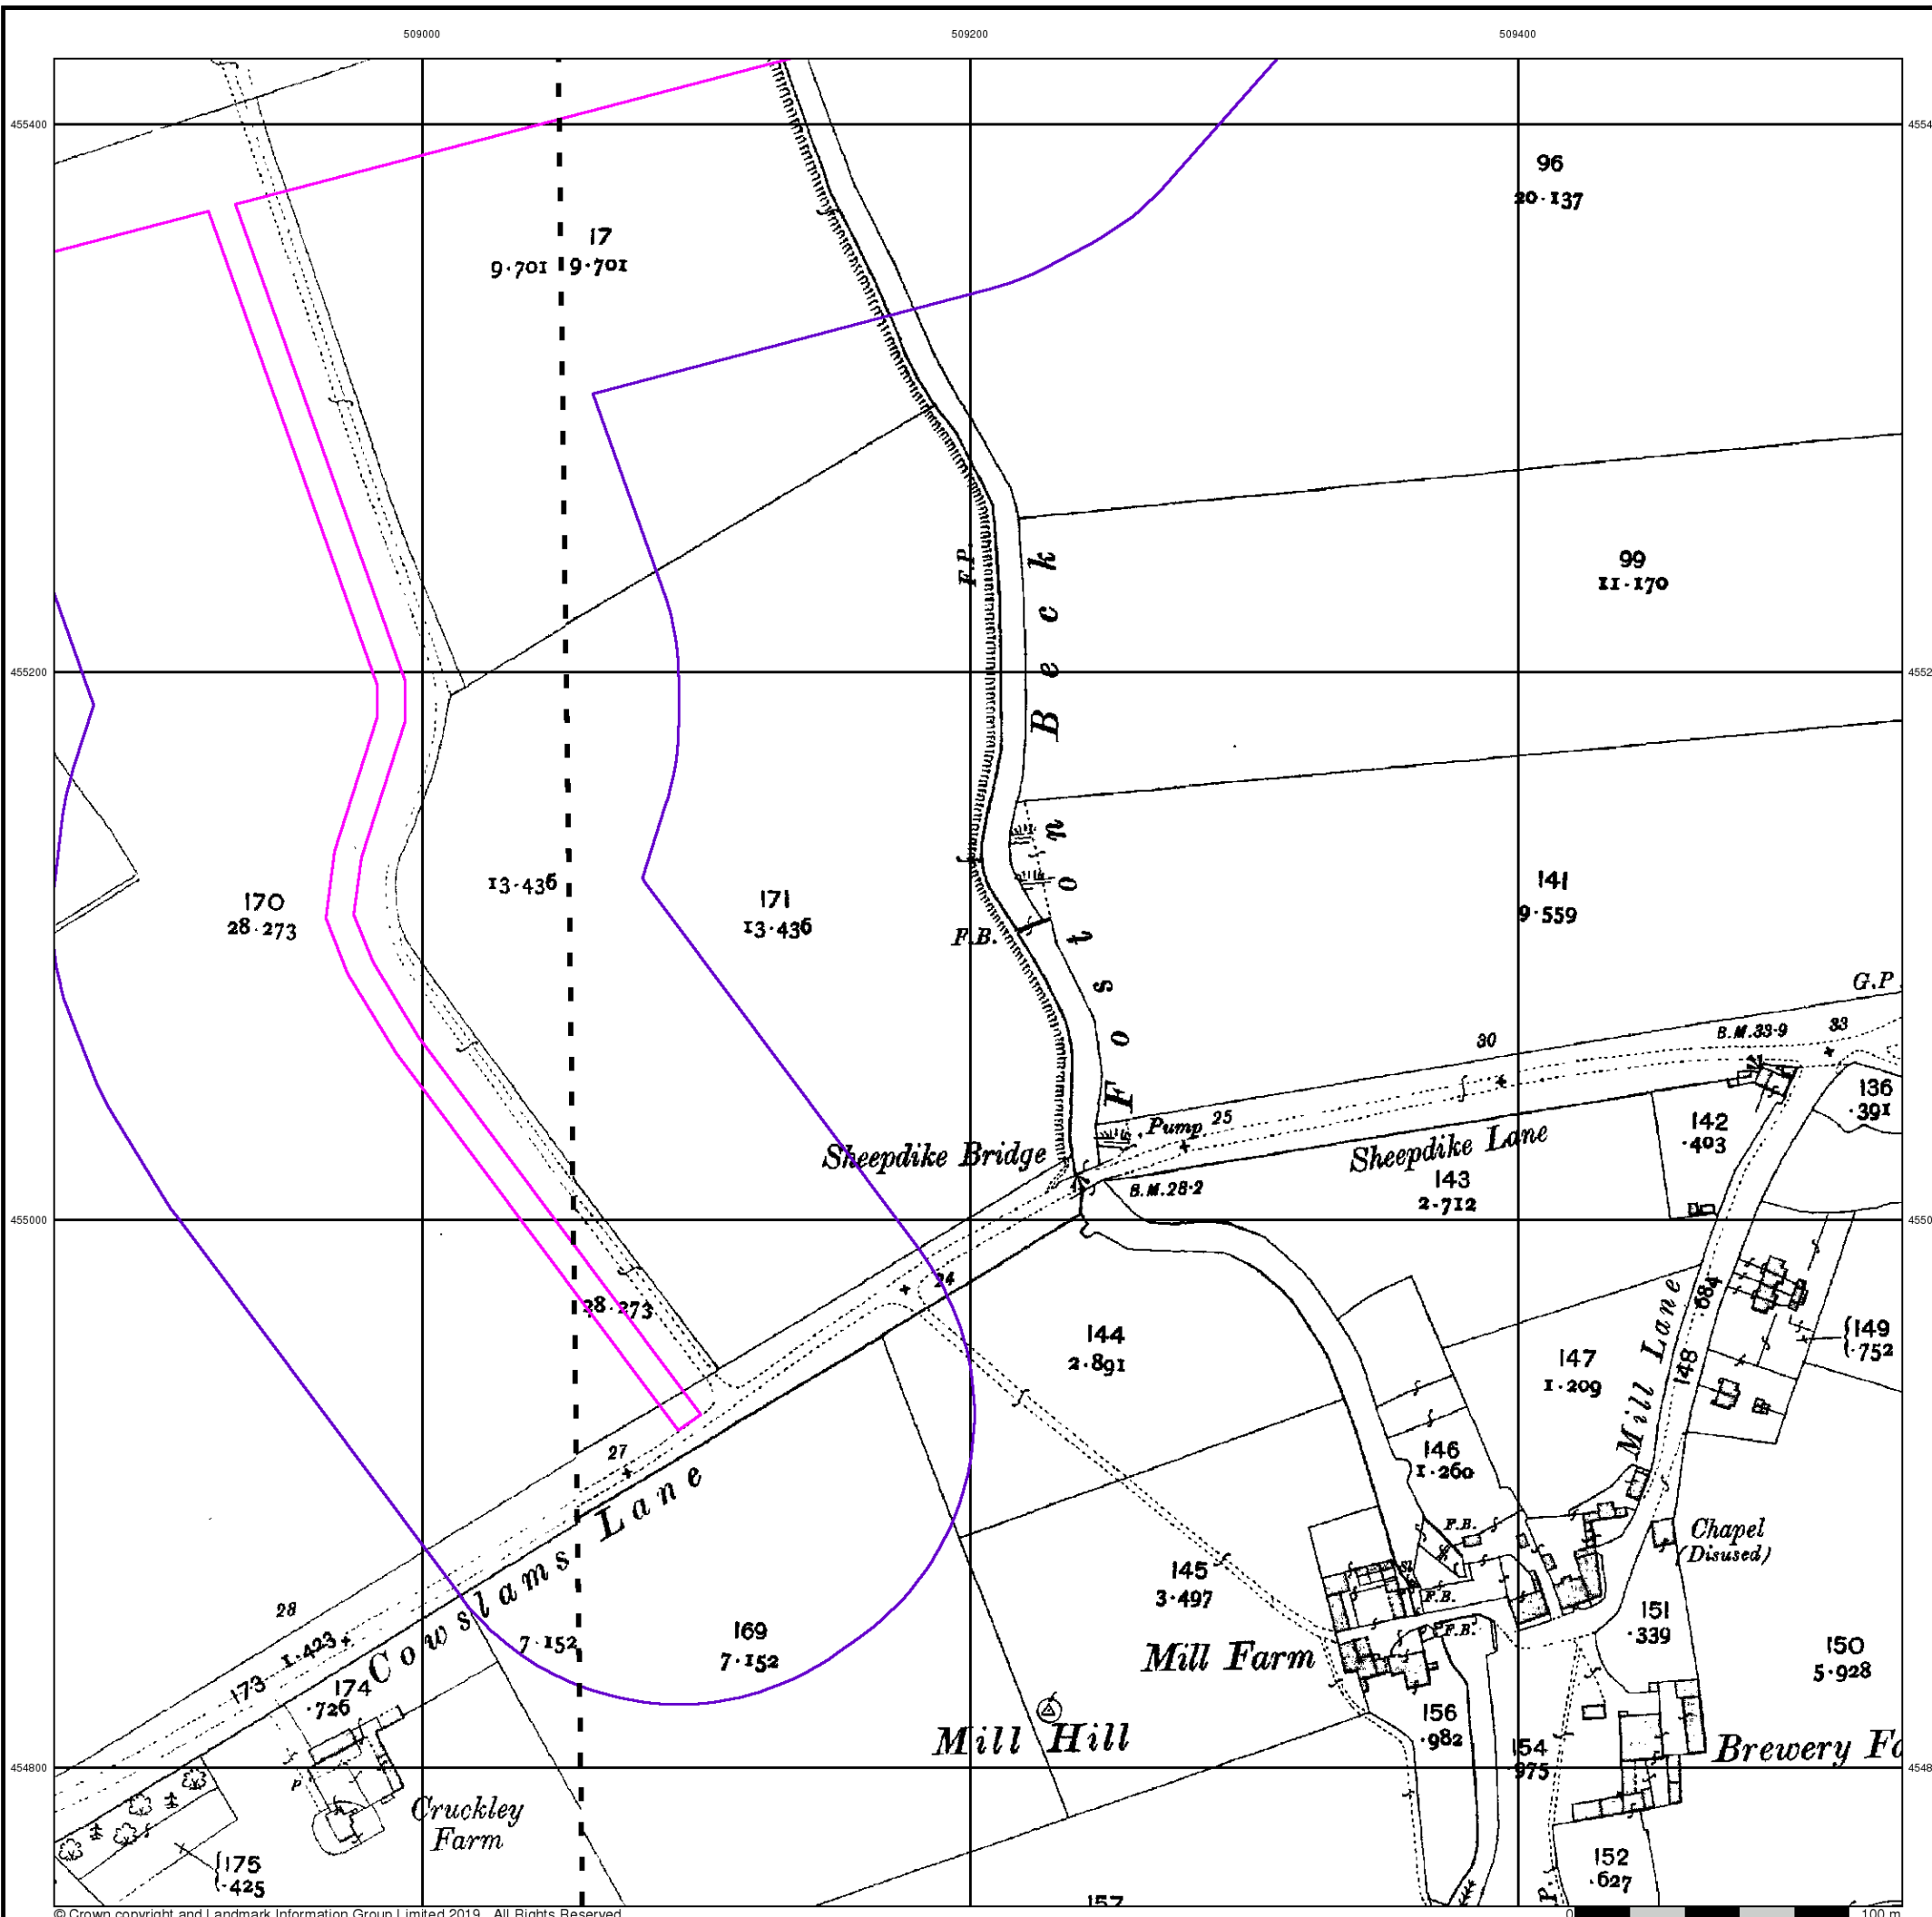 509000 509200 509400
455400
96
20·137
17
9·701 9·701
99
11·170
F.P.
Foston Beck
455200
170
28·273
13·436
171
13·436
F.B.
141
9·559
G.P
B.M.33·9
33
30
136
·391
142
·403
Pump
25
Sheepdike Bridge
Sheepdike Lane
B.M.28·2
143
2·712
455000
24
28·273
144
2·891
147
1·209
Mill Lane
148
·684
149
·752
27
146
1·260
Cowslams Lane
F.B.
Chapel
(Disused)
145
3·497
F.B.
F.B.
28
173
1·423
7·152
169
7·152
151
·339
150
5·928
Mill Farm
174
·726
156
·982
Mill Hill
154
·975
Brewery
454800
Cruckley
Farm
175
·425
152
·627
P.
157
© Crown copyright and Landmark Information Group Limited 2019. All Rights Reserved.
0 100 m